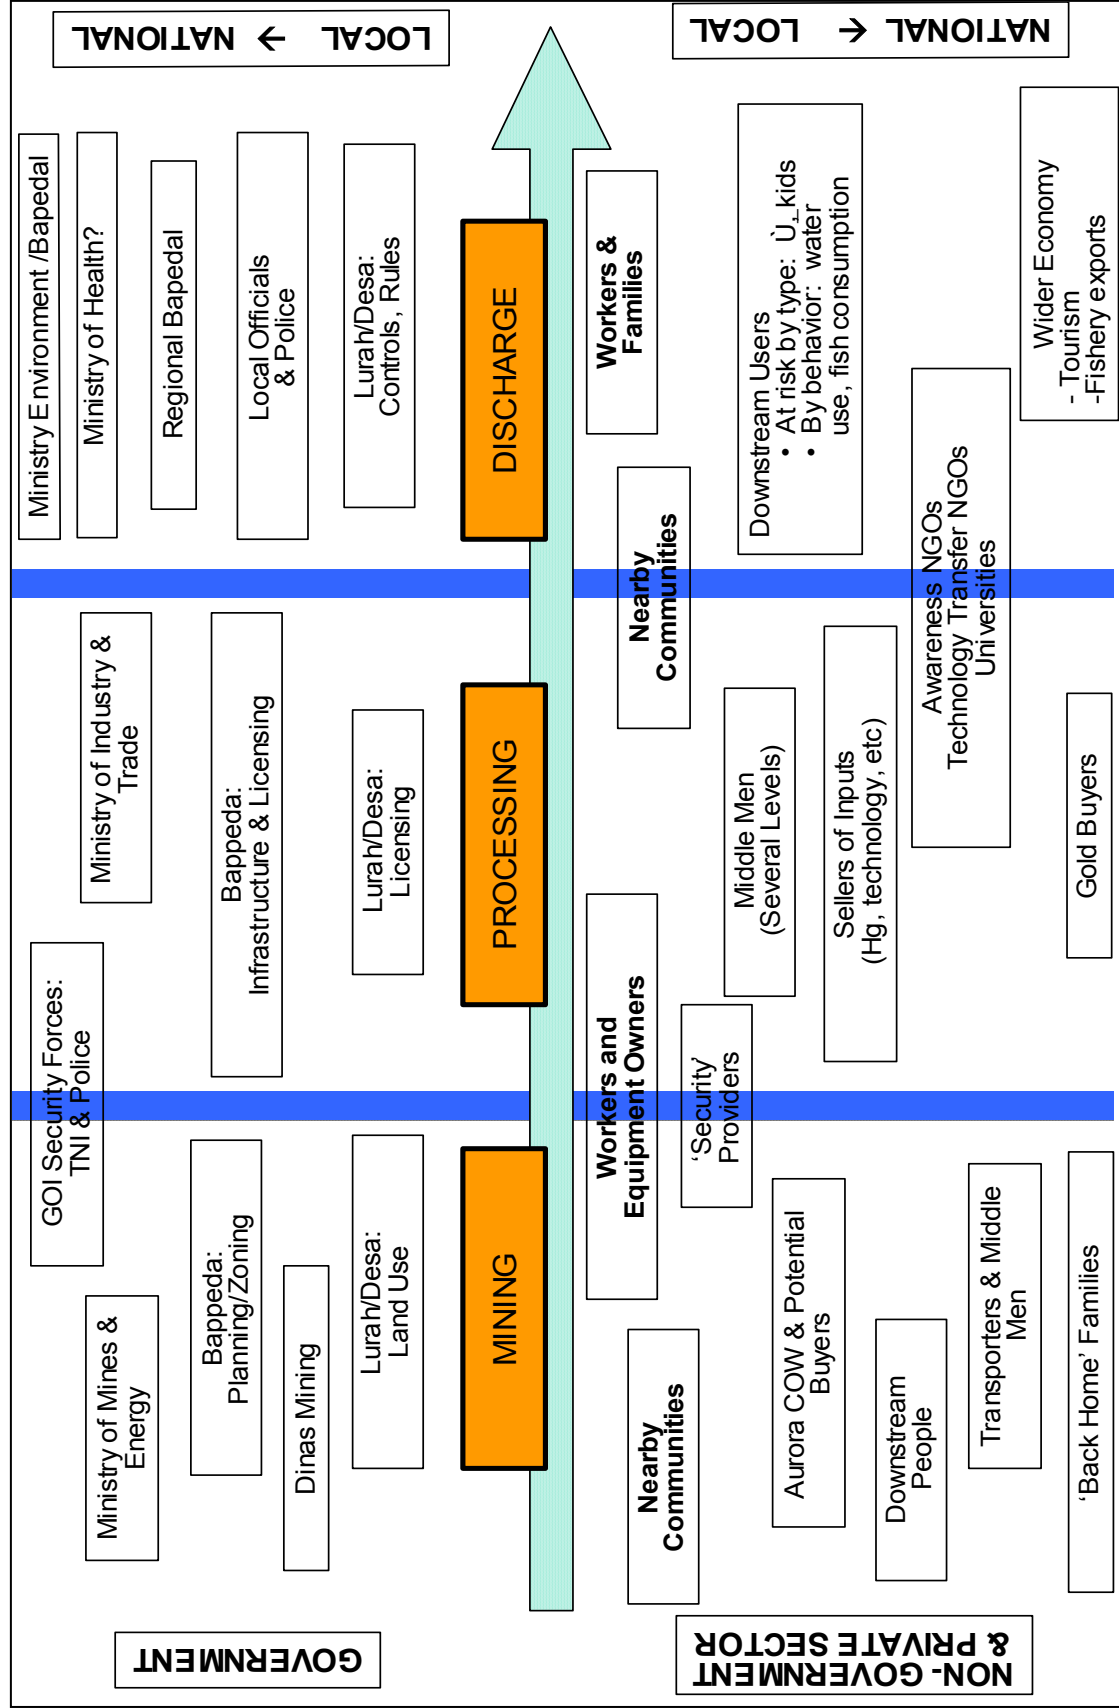 GOVERNMENT
Ministry of Mines &
Energy
Bappeda:
Planning/Zoning
Dinas Mining
Lurah/Desa:
Land Use
GOI Security Forces:
TNI & Police
Ministry of Industry &
Trade
Bappeda:
Infrastructure & Licensing
Lurah/Desa:
Licensing
Ministry Environment /Bapedal
Ministry of Health?
Regional Bapedal
Local Officials
& Police
Lurah/Desa:
Controls, Rules
LOCAL → NATIONAL
MINING
PROCESSING
DISCHARGE
NON-GOVERNMENT
& PRIVATE SECTOR
Nearby
Communities
Workers and
Equipment Owners
'Security'
Providers
Aurora COW & Potential
Buyers
Downstream
People
Transporters & Middle
Men
'Back Home' Families
Nearby
Communities
Middle Men
(Several Levels)
Sellers of Inputs
(Hg, technology, etc)
Awareness NGOs
Technology Transfer NGOs
Universities
Gold Buyers
Workers &
Families
Downstream Users
• At risk by type: Ù¸_kids
• By behavior: water
use, fish consumption
Wider Economy
- Tourism
-Fishery exports
NATIONAL ← LOCAL